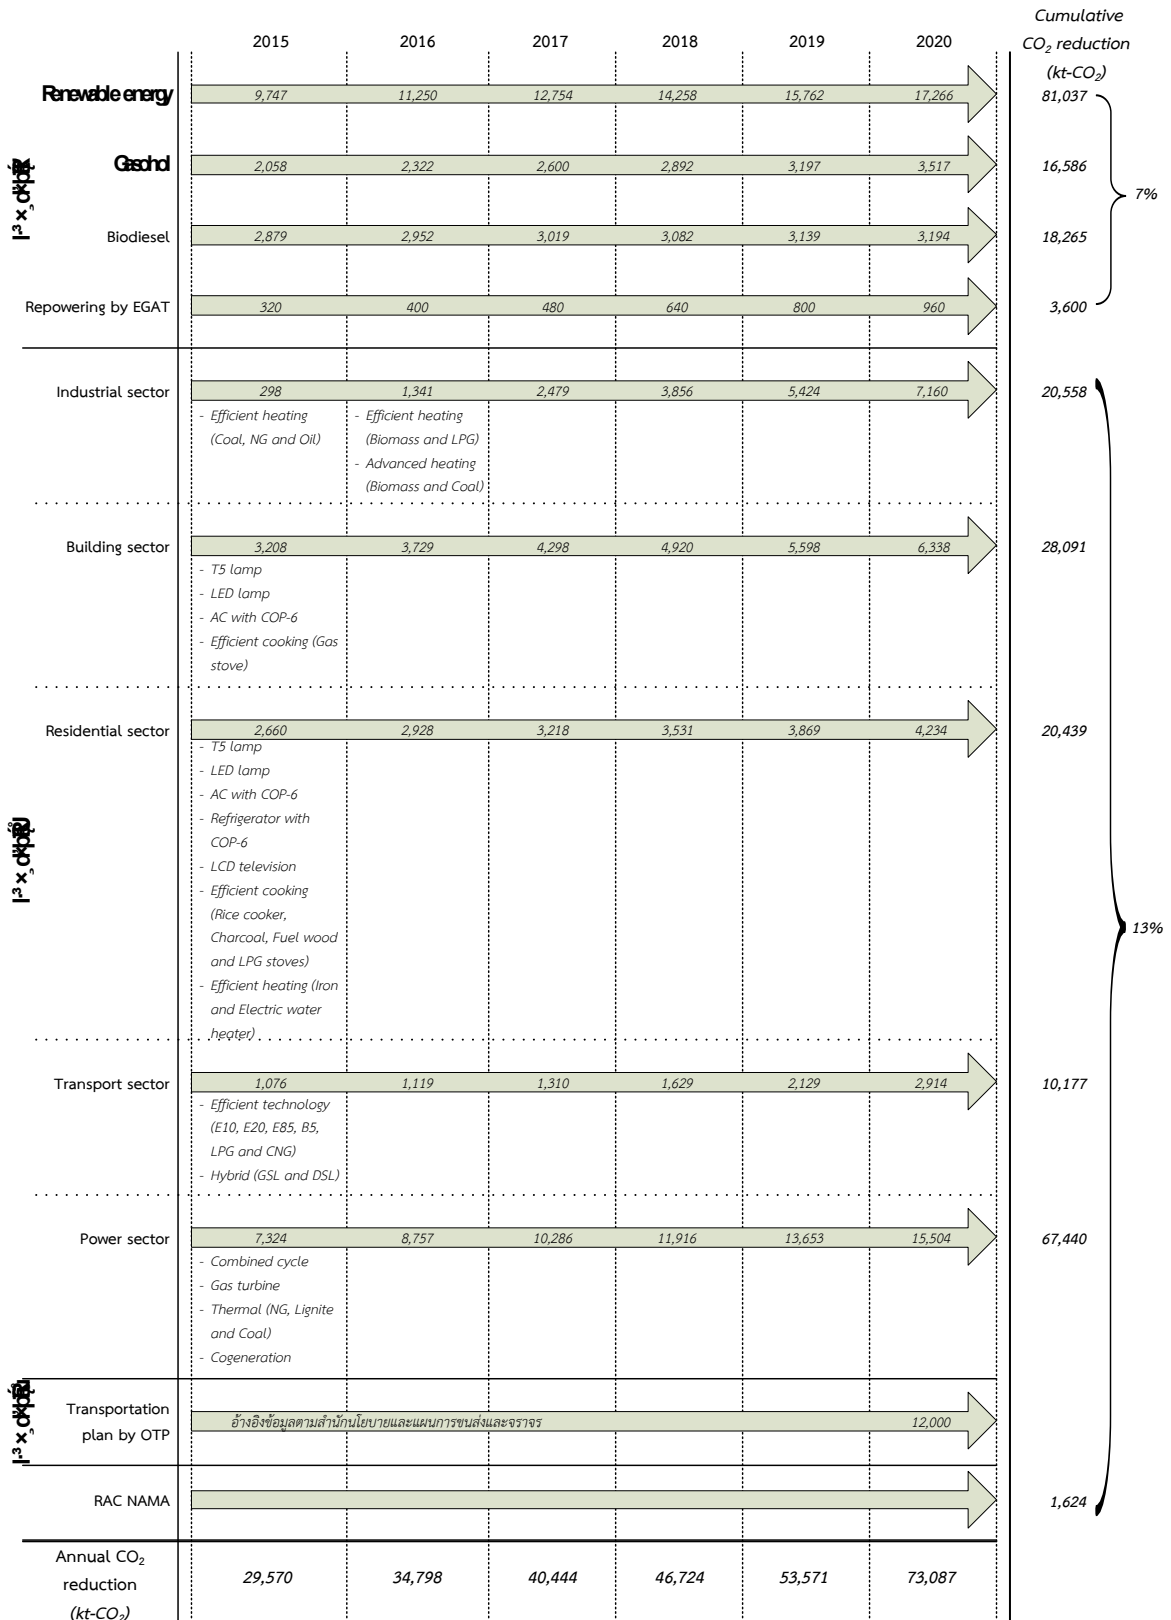 Cumulative
CO₂ reduction
(kt-CO₂)
2015 2016 2017 2018 2019 2020
Renewable energy 9,747 11,250 12,754 14,258 15,762 17,266 81,037
Gasohol 2,058 2,322 2,600 2,892 3,197 3,517 16,586
7%
Biodiesel 2,879 2,952 3,019 3,082 3,139 3,194 18,265
Repowering by EGAT 320 400 480 640 800 960 3,600
Industrial sector 298 1,341 2,479 3,856 5,424 7,160 20,558
- Efficient heating
(Coal, NG and Oil)
- Efficient heating
(Biomass and LPG)
- Advanced heating
(Biomass and Coal)
Building sector 3,208 3,729 4,298 4,920 5,598 6,338 28,091
- T5 lamp
- LED lamp
- AC with COP-6
- Efficient cooking (Gas
stove)
Residential sector 2,660 2,928 3,218 3,531 3,869 4,234 20,439
- T5 lamp
- LED lamp
- AC with COP-6
- Refrigerator with
COP-6
- LCD television
- Efficient cooking
(Rice cooker,
Charcoal, Fuel wood
and LPG stoves)
- Efficient heating (Iron
and Electric water
heater)
13%
Transport sector 1,076 1,119 1,310 1,629 2,129 2,914 10,177
- Efficient technology
(E10, E20, E85, B5,
LPG and CNG)
- Hybrid (GSL and DSL)
Power sector 7,324 8,757 10,286 11,916 13,653 15,504 67,440
- Combined cycle
- Gas turbine
- Thermal (NG, Lignite
and Coal)
- Cogeneration
Transportation
plan by OTP
อ้างอิงข้อมูลตามสำนักนโยบายและแผนการขนส่งและจราจร 12,000
RAC NAMA 1,624
Annual CO₂
reduction
(kt-CO₂)
29,570 34,798 40,444 46,724 53,571 73,087